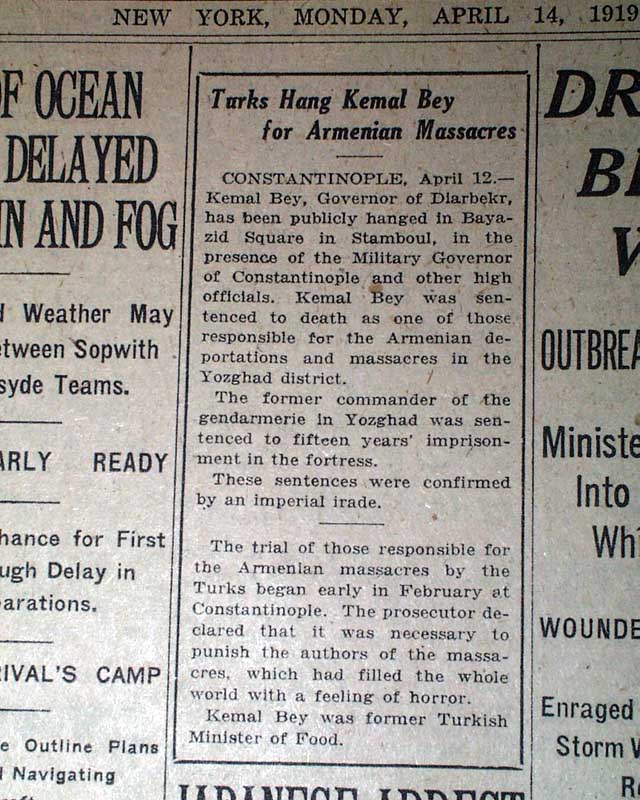 NEW YORK, MONDAY, APRIL 14, 1919
OF OCEAN
DELAYED
AND FOG
Weather May
Sopwith
Teams.
READY
for First
Delay in
RIVAL'S CAMP
Outline Plans
Navigating
Turks Hang Kemal Bey
for Armenian Massacres
CONSTANTINOPLE, April 12.—
Kemal Bey, Governor of Diarbekr,
has been publicly hanged in Baya-
zid Square in Stamboul, in the
presence of the Military Governor
of Constantinople and other high
officials. Kemal Bey was sen-
tenced to death as one of those
responsible for the Armenian de-
portations and massacres in the
Yozghad district.
The former commander of the
gendarmerie in Yozghad was sen-
tenced to fifteen years' imprison-
ment in the fortress.
These sentences were confirmed
by an imperial irade.
The trial of those responsible for
the Armenian massacres by the
Turks began early in February at
Constantinople. The prosecutor de-
clared that it was necessary to
punish the authors of the massa-
cres, which had filled the whole
world with a feeling of horror.
Kemal Bey was former Turkish
Minister of Food.
JAPANESE ARREST
DR
B
OUTBREA
Ministe
Into
Wh
WOUNDE
Enraged
Storm W
R